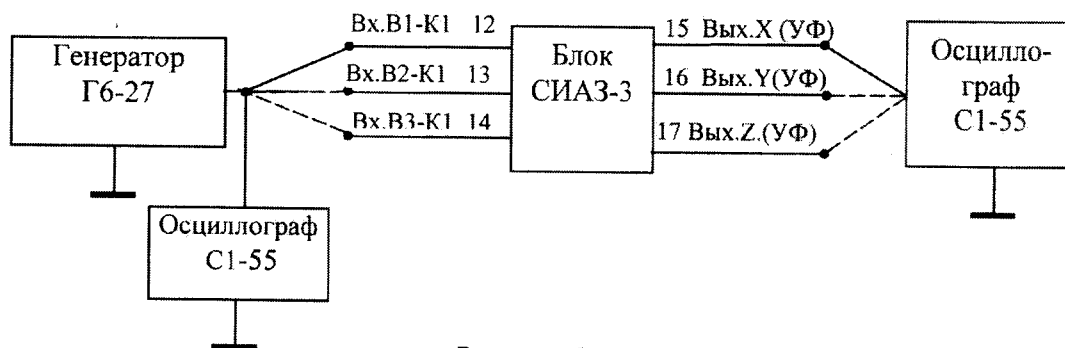 Генератор
Г6-27
Вх.В1-К1 12
Вх.В2-К1 13
Вх.В3-К1 14
Блок
СИАЗ-3
15 Вых.X (УФ)
16 Вых.Y(УФ)
17 Вых.Z.(УФ)
Осцилло-
граф
С1-55
Осциллограф
С1-55